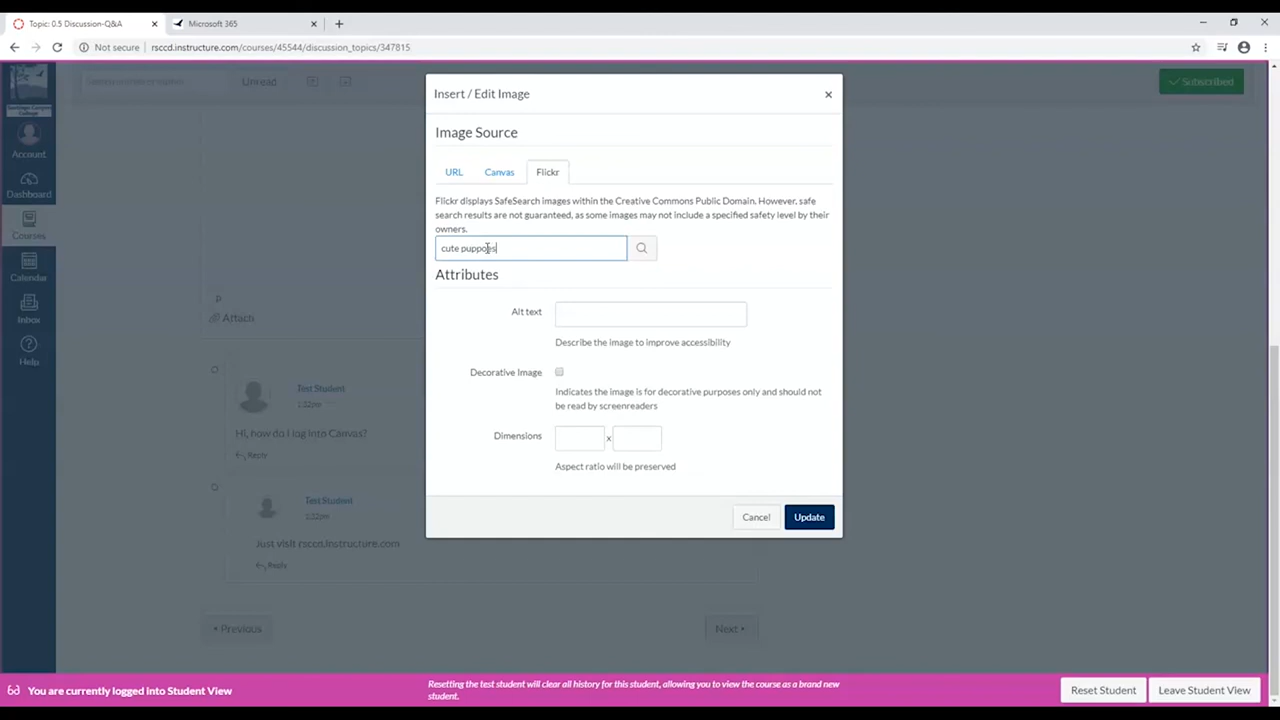 Topic: 0.5 Discussion-Q&A
Microsoft 365
Not secure
rsccd.instructure.com/courses/45544/discussion_topics/347815
Unread
Subscribed
Account
Dashboard
Courses
Calendar
Inbox
Help
Insert / Edit Image
Image Source
URL
Canvas
Flickr
Flickr displays SafeSearch images within the Creative Commons Public Domain. However, safe
search results are not guaranteed, as some images may not include a specified safety level by their
owners.
cute puppoes
Attributes
Alt text
Describe the image to improve accessibility
Decorative Image
Indicates the image is for decorative purposes only and should not
be read by screenreaders
Dimensions
x
Aspect ratio will be preserved
Cancel
Update
p
Attach
Test Student
1:32pm
Hi, how do I log into Canvas?
Reply
Test Student
1:32pm
Just visit rsccd.instructure.com
Reply
Previous
Next
You are currently logged into Student View
Resetting the test student will clear all history for this student, allowing you to view the course as a brand new
student.
Reset Student
Leave Student View